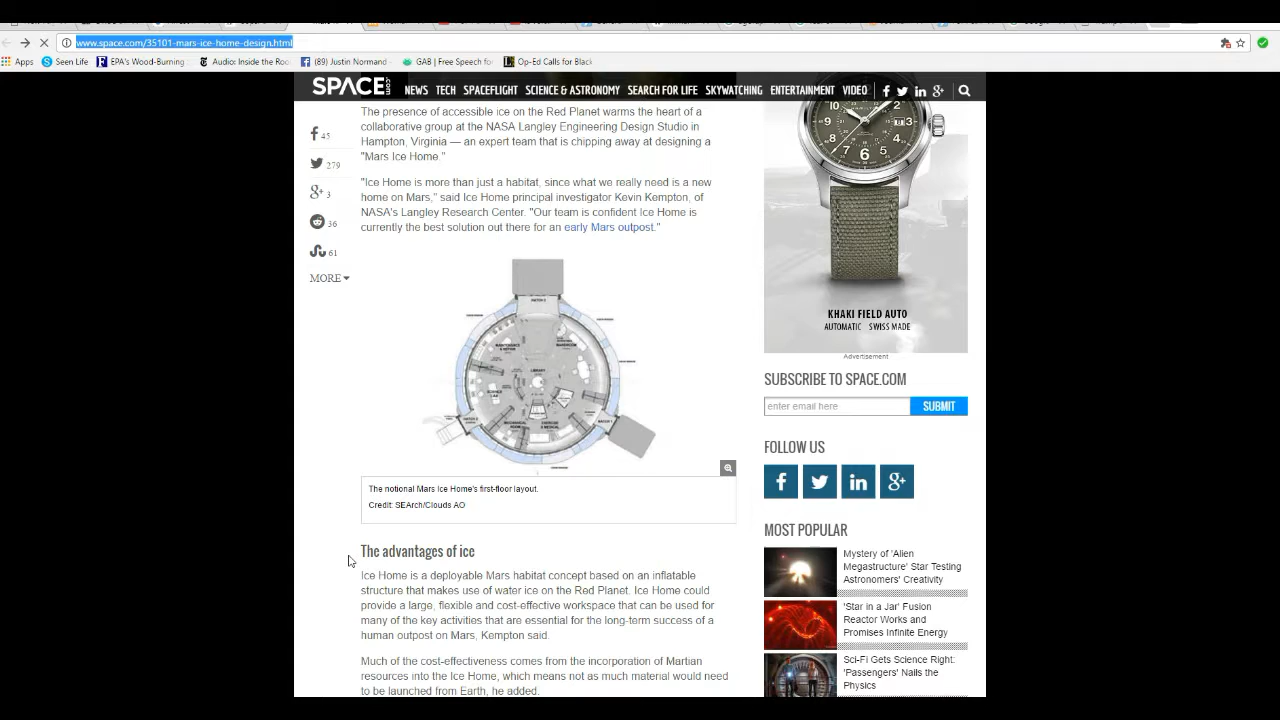 www.space.com/35101-mars-ice-home-design.html
Apps
Seen Life
EPA's Wood-Burning
Audio: Inside the Roo
(89) Justin Normand
GAB | Free Speech fo
Op-Ed Calls for Black
SPACE.com
NEWS TECH SPACEFLIGHT SCIENCE & ASTRONOMY SEARCH FOR LIFE SKYWATCHING ENTERTAINMENT VIDEO
45
279
3
36
61
MORE
The presence of accessible ice on the Red Planet warms the heart of a
collaborative group at the NASA Langley Engineering Design Studio in
Hampton, Virginia — an expert team that is chipping away at designing a
"Mars Ice Home."
"Ice Home is more than just a habitat, since what we really need is a new
home on Mars," said Ice Home principal investigator Kevin Kempton, of
NASA's Langley Research Center. "Our team is confident Ice Home is
currently the best solution out there for an early Mars outpost."
LIBRARY
The notional Mars Ice Home's first-floor layout.
Credit: SEArch/Clouds AO
The advantages of ice
Ice Home is a deployable Mars habitat concept based on an inflatable
structure that makes use of water ice on the Red Planet. Ice Home could
provide a large, flexible and cost-effective workspace that can be used for
many of the key activities that are essential for the long-term success of a
human outpost on Mars, Kempton said.
Much of the cost-effectiveness comes from the incorporation of Martian
resources into the Ice Home, which means not as much material would need
to be launched from Earth, he added.
KHAKI FIELD AUTO
AUTOMATIC SWISS MADE
Advertisement
SUBSCRIBE TO SPACE.COM
enter email here
SUBMIT
FOLLOW US
MOST POPULAR
Mystery of 'Alien
Megastructure' Star Testing
Astronomers' Creativity
'Star in a Jar' Fusion
Reactor Works and
Promises Infinite Energy
Sci-Fi Gets Science Right:
'Passengers' Nails the
Physics